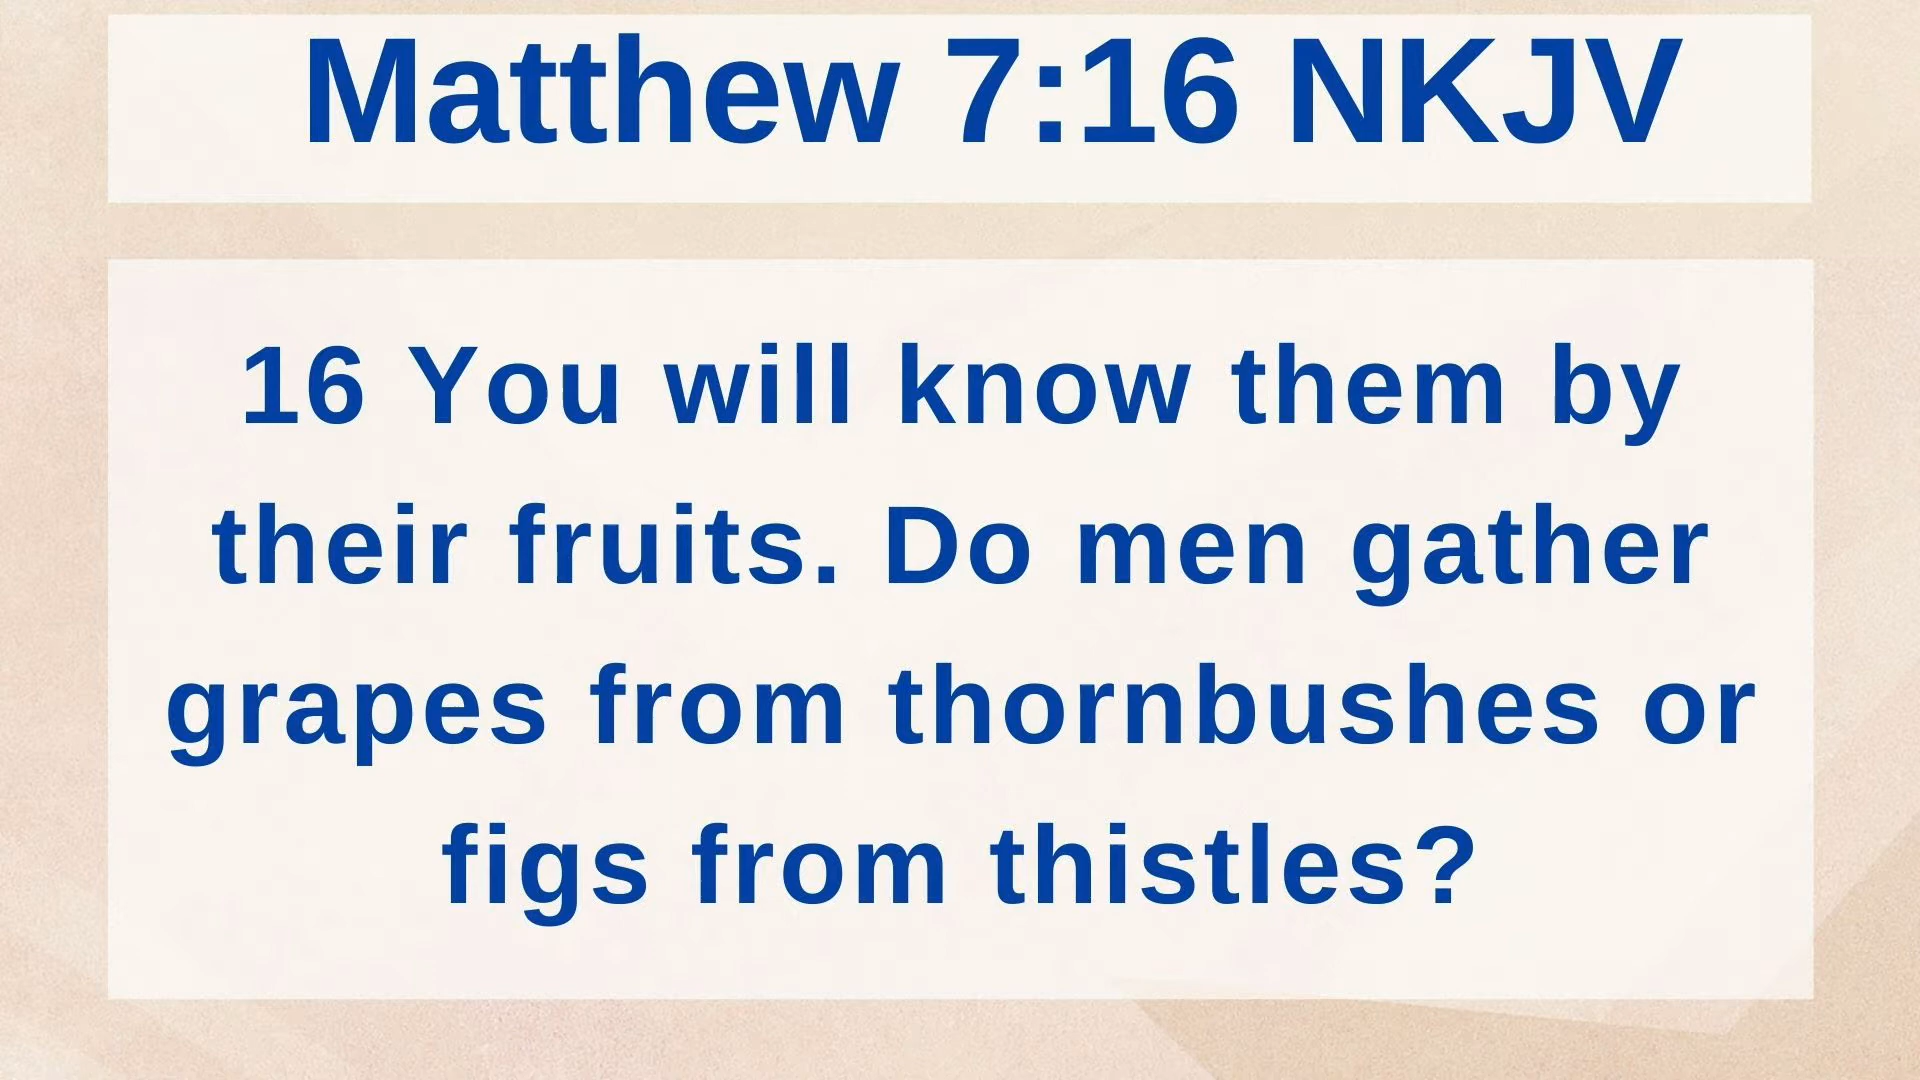 Matthew 7:16 NKJV
16 You will know them by
their fruits. Do men gather
grapes from thornbushes or
figs from thistles?